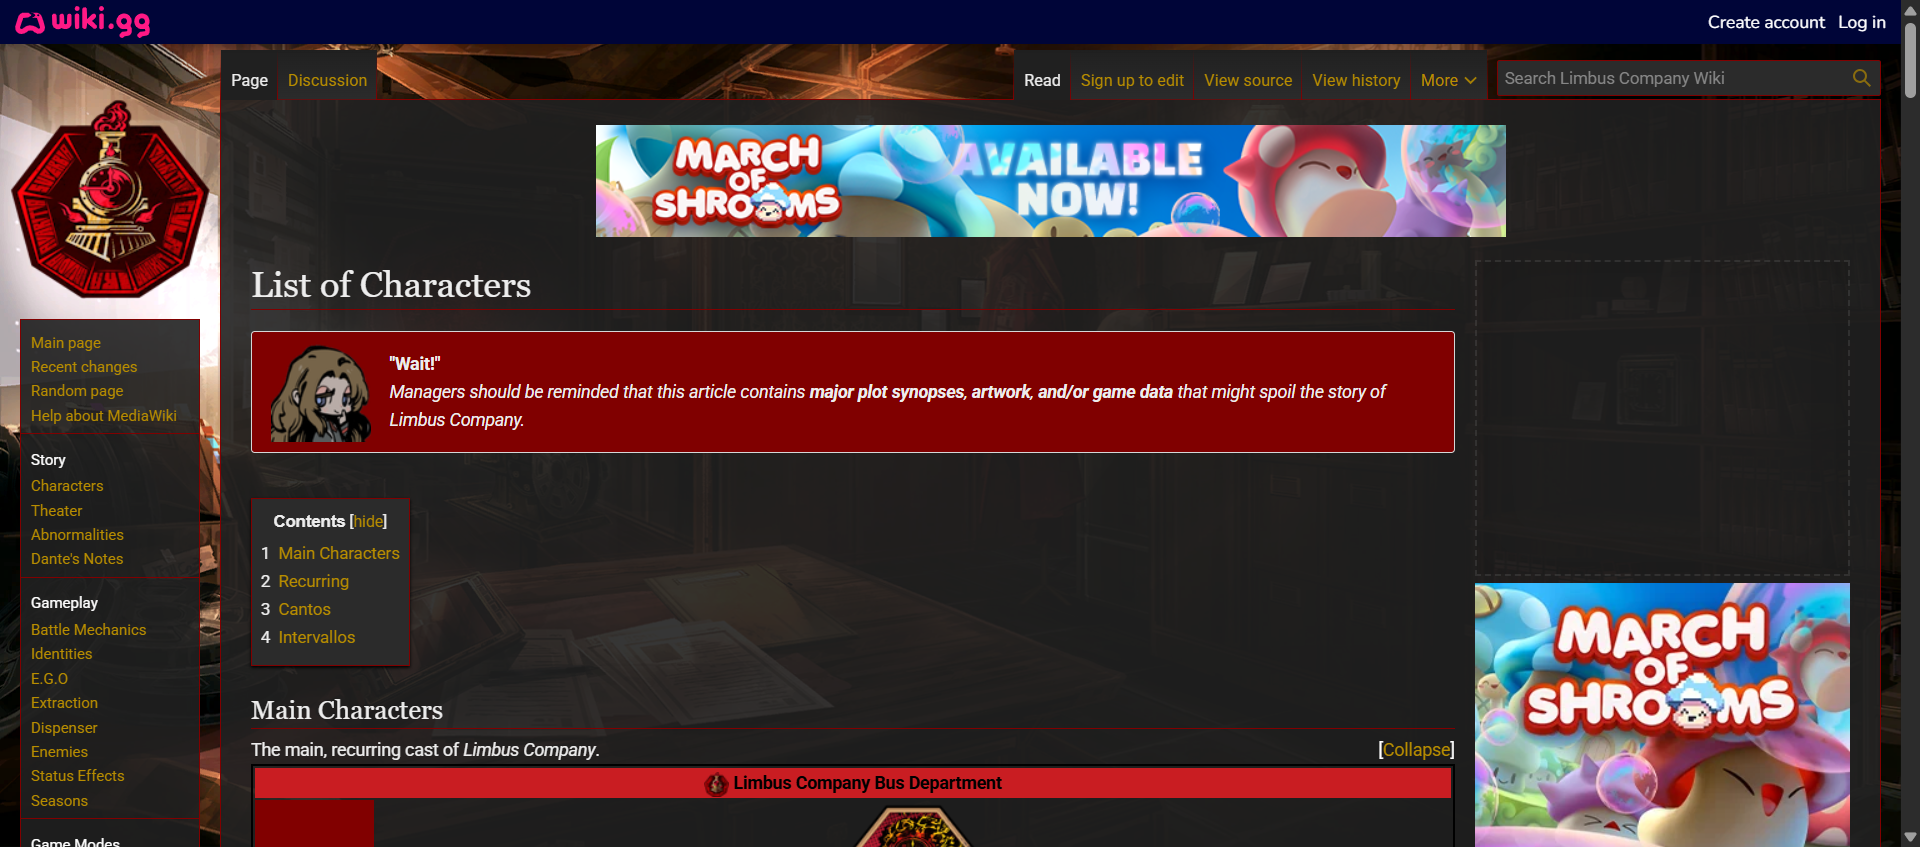 wiki.gg
Create account Log in
Page Discussion
Read Sign up to edit View source View history More
Search Limbus Company Wiki
MARCH OF SHROOMS
AVAILABLE NOW!
List of Characters
"Wait!"
Managers should be reminded that this article contains major plot synopses, artwork, and/or game data that might spoil the story of
Limbus Company.
Main page
Recent changes
Random page
Help about MediaWiki
Story
Characters
Theater
Abnormalities
Dante's Notes
Gameplay
Battle Mechanics
Identities
E.G.O
Extraction
Dispenser
Enemies
Status Effects
Seasons
Game Modes
Contents [hide]
1 Main Characters
2 Recurring
3 Cantos
4 Intervallos
Main Characters
The main, recurring cast of Limbus Company.
[Collapse]
Limbus Company Bus Department
MARCH
OF
SHROOMS